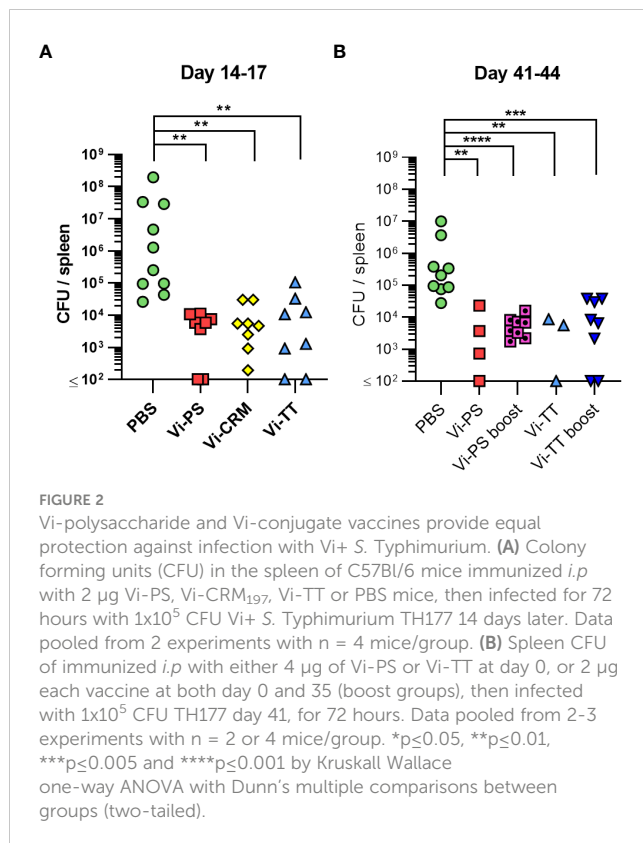 A
Day 14-17
**
**
**
10⁹
10⁸
10⁷
10⁶
10⁵
10⁴
10³
≤ 10²
CFU / spleen
PBS
Vi-PS
Vi-CRM
Vi-TT
B
Day 41-44
***
**
****
**
10⁹
10⁸
10⁷
10⁶
10⁵
10⁴
10³
≤ 10²
CFU / spleen
PBS
Vi-PS
Vi-PS boost
Vi-TT
Vi-TT boost
FIGURE 2
Vi-polysaccharide and Vi-conjugate vaccines provide equal
protection against infection with Vi+ S. Typhimurium. (A) Colony
forming units (CFU) in the spleen of C57Bl/6 mice immunized i.p
with 2 µg Vi-PS, Vi-CRM₁₉₇, Vi-TT or PBS mice, then infected for 72
hours with 1x10⁵ CFU Vi+ S. Typhimurium TH177 14 days later. Data
pooled from 2 experiments with n = 4 mice/group. (B) Spleen CFU
of immunized i.p with either 4 µg of Vi-PS or Vi-TT at day 0, or 2 µg
each vaccine at both day 0 and 35 (boost groups), then infected
with 1x10⁵ CFU TH177 day 41, for 72 hours. Data pooled from 2-3
experiments with n = 2 or 4 mice/group. *p≤0.05, **p≤0.01,
***p≤0.005 and ****p≤0.001 by Kruskall Wallace
one-way ANOVA with Dunn's multiple comparisons between
groups (two-tailed).